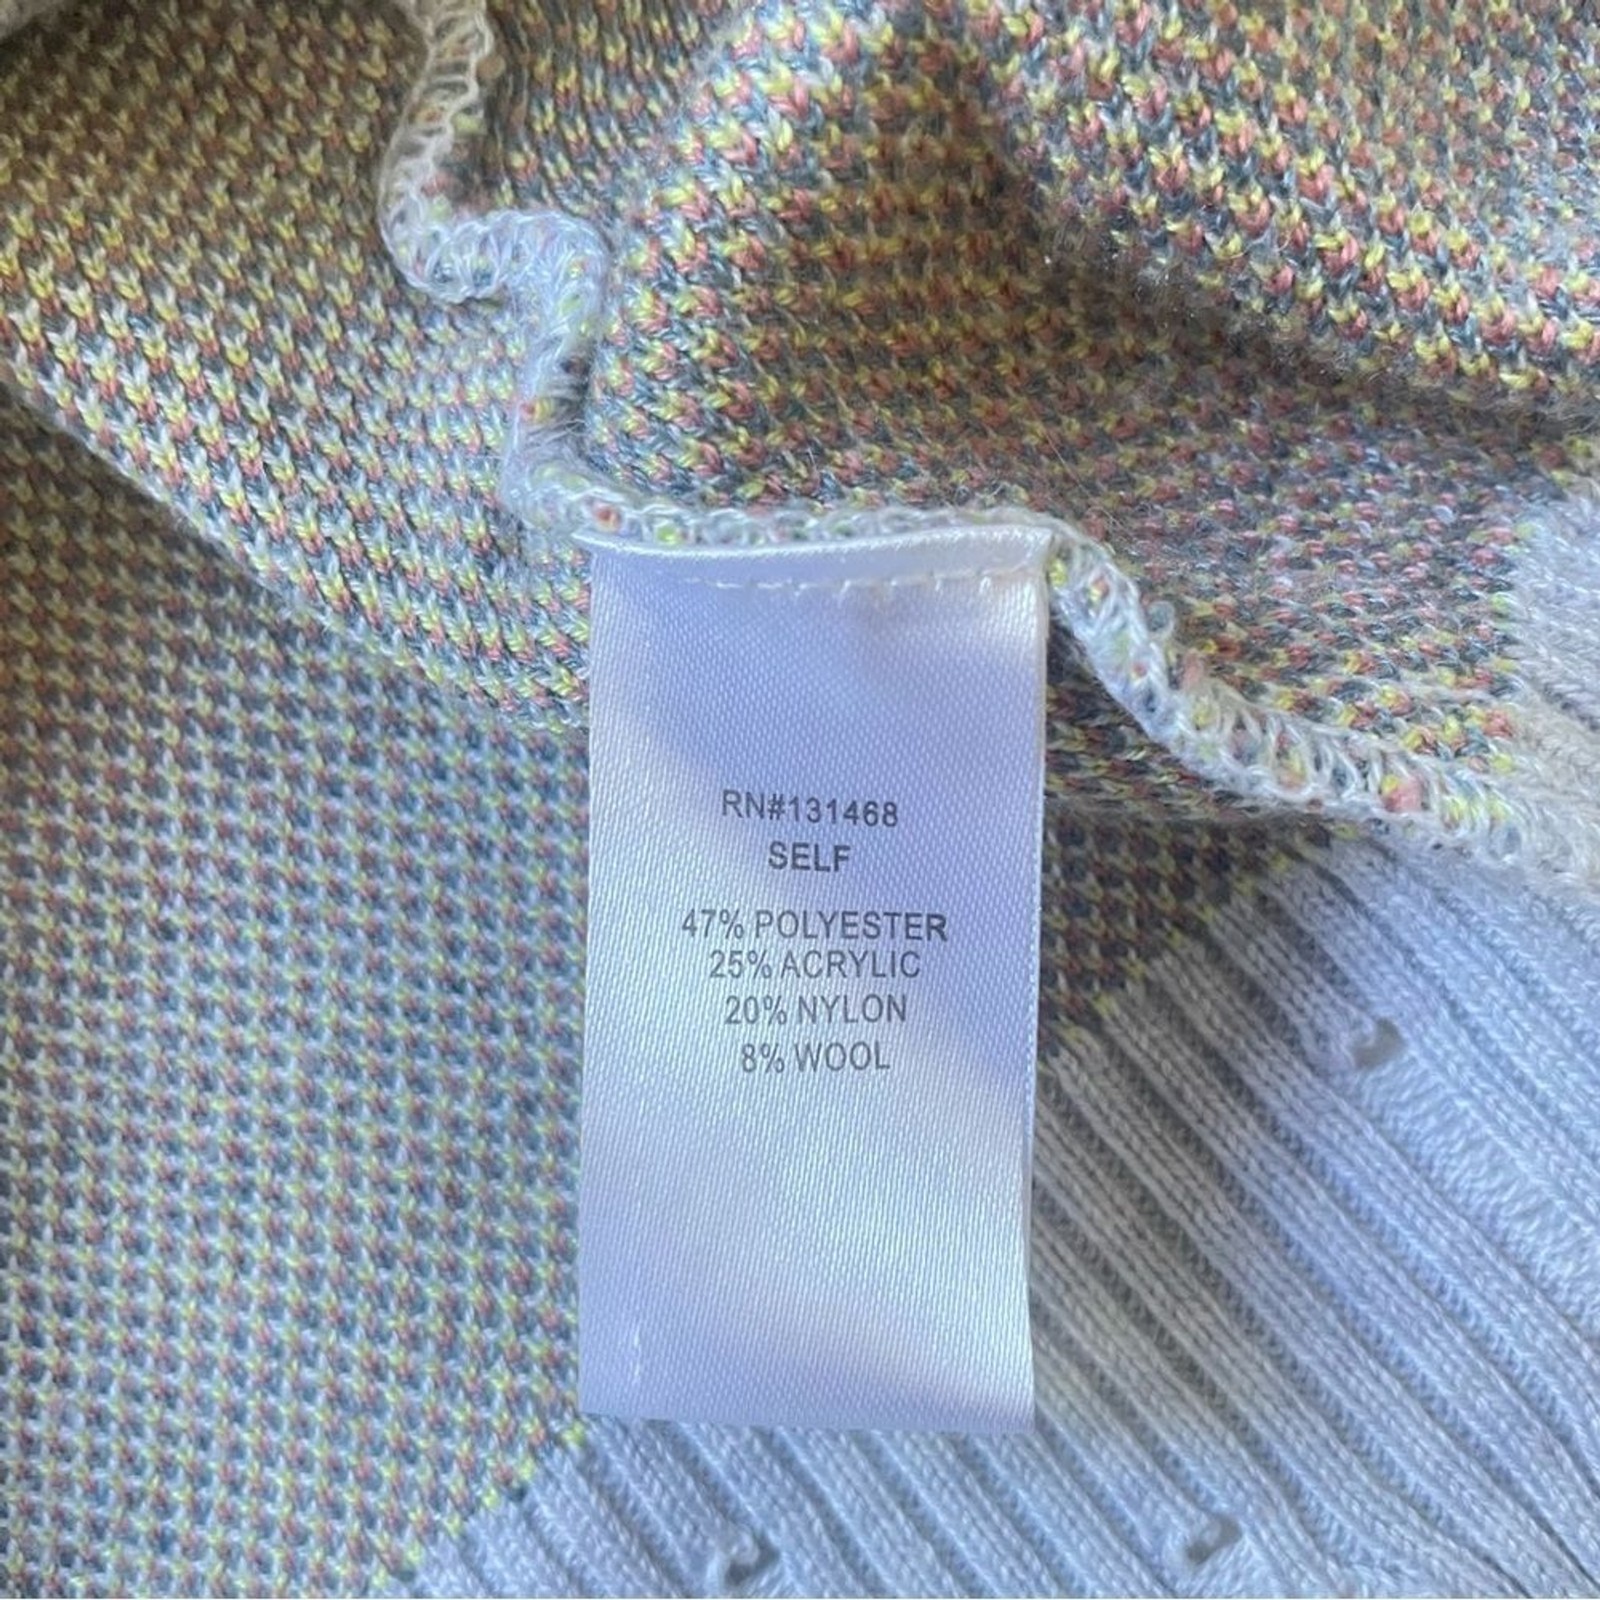 RN#131468
SELF
47% POLYESTER
25% ACRYLIC
20% NYLON
8% WOOL